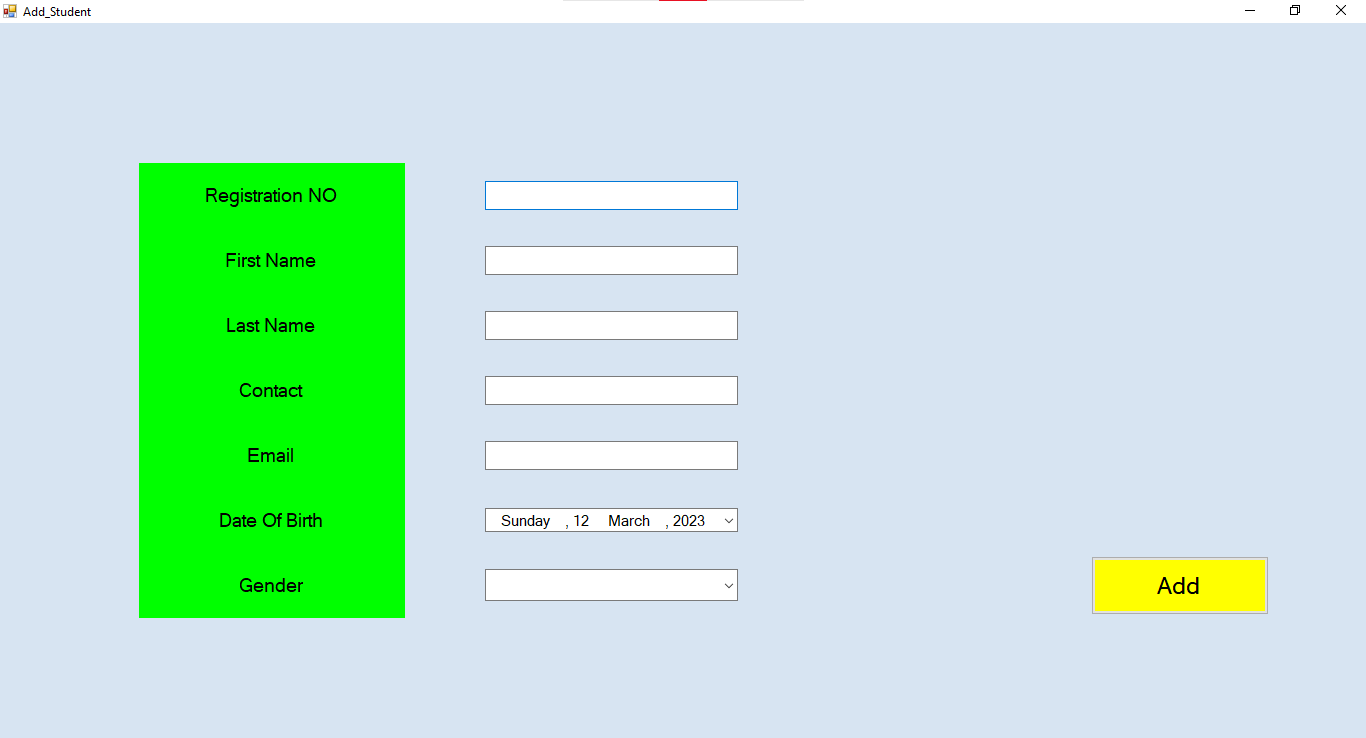 Add_Student
Registration NO
First Name
Last Name
Contact
Email
Date Of Birth
Sunday , 12 March , 2023
Gender
Add